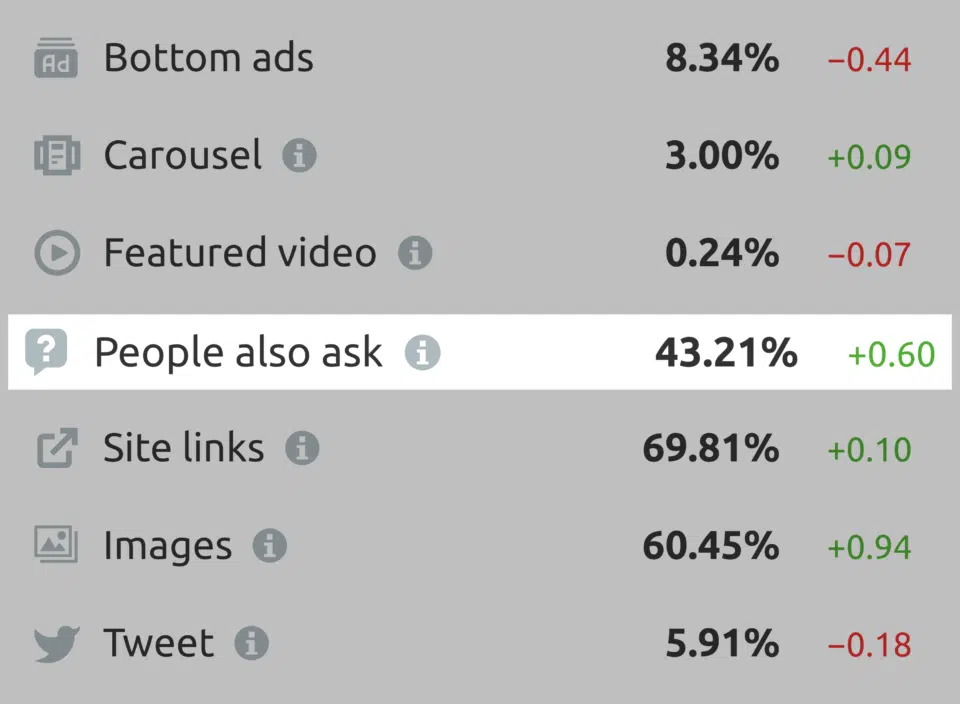 Ad Bottom ads 8.34% −0.44
Carousel i 3.00% +0.09
Featured video i 0.24% −0.07
? People also ask i 43.21% +0.60
Site links i 69.81% +0.10
Images i 60.45% +0.94
Tweet i 5.91% −0.18